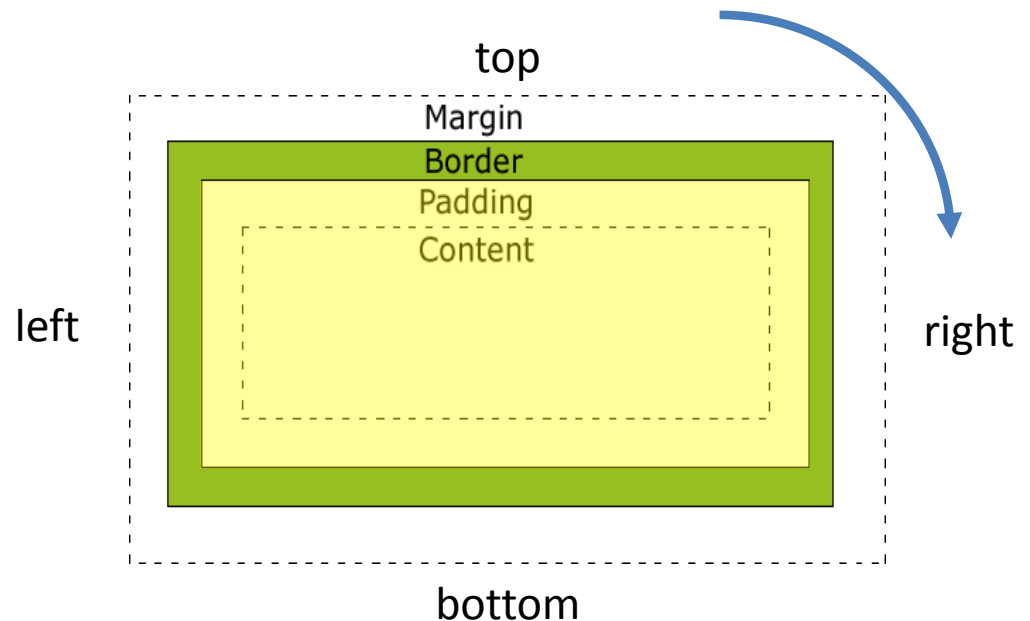 top
Margin
Border
Padding
Content
left
right
bottom